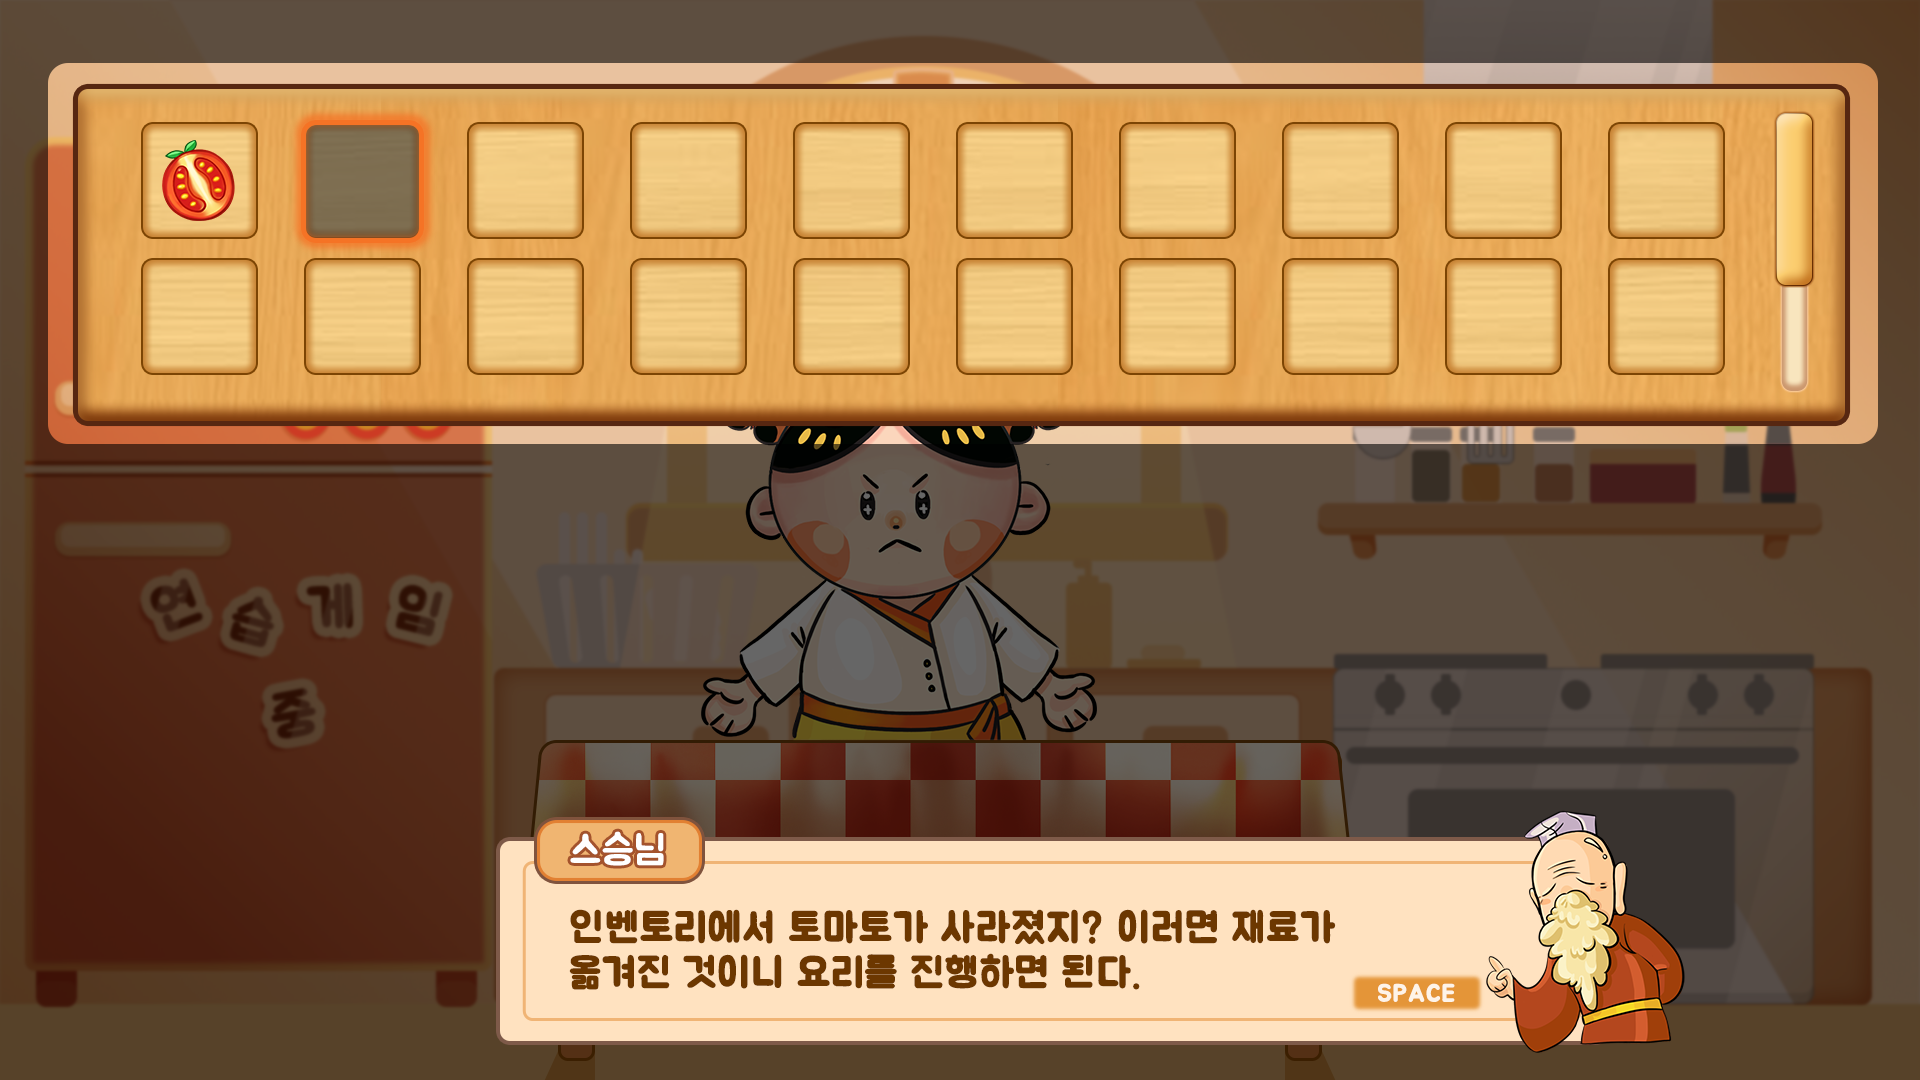 연습게임
중
스승님
인벤토리에서 토마토가 사라졌지? 이러면 재료가
옮겨진 것이니 요리를 진행하면 된다.
SPACE